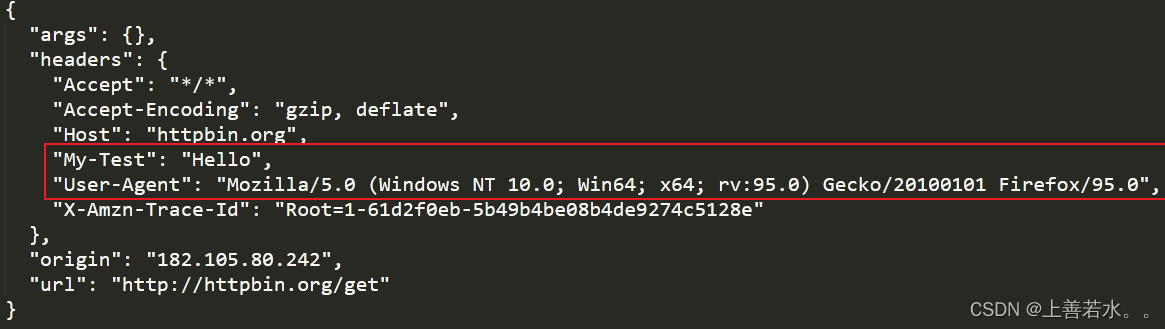 {
  "args": {},
  "headers": {
    "Accept": "*/*",
    "Accept-Encoding": "gzip, deflate",
    "Host": "httpbin.org",
    "My-Test": "Hello",
    "User-Agent": "Mozilla/5.0 (Windows NT 10.0; Win64; x64; rv:95.0) Gecko/20100101 Firefox/95.0",
    "X-Amzn-Trace-Id": "Root=1-61d2f0eb-5b49b4be08b4de9274c5128e"
  },
  "origin": "182.105.80.242",
  "url": "http://httpbin.org/get"
}
CSDN @上善若水。。